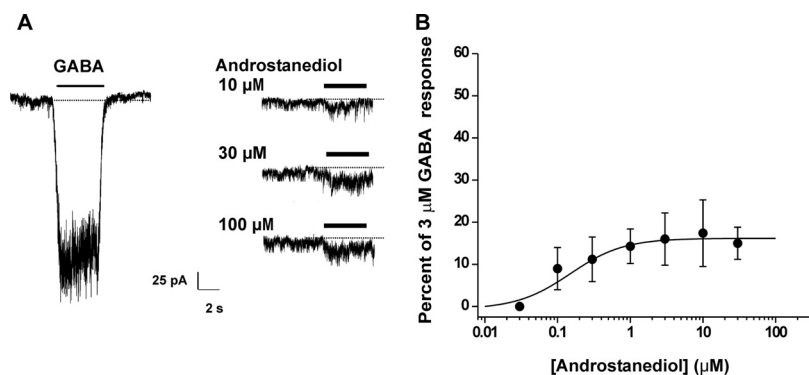 A
GABA
Androstanediol
10 µM
30 µM
100 µM
25 pA
2 s
B
Percent of 3 µM GABA response
60
50
40
30
20
10
0
0.01 0.1 1 10 100
[Androstanediol] (µM)